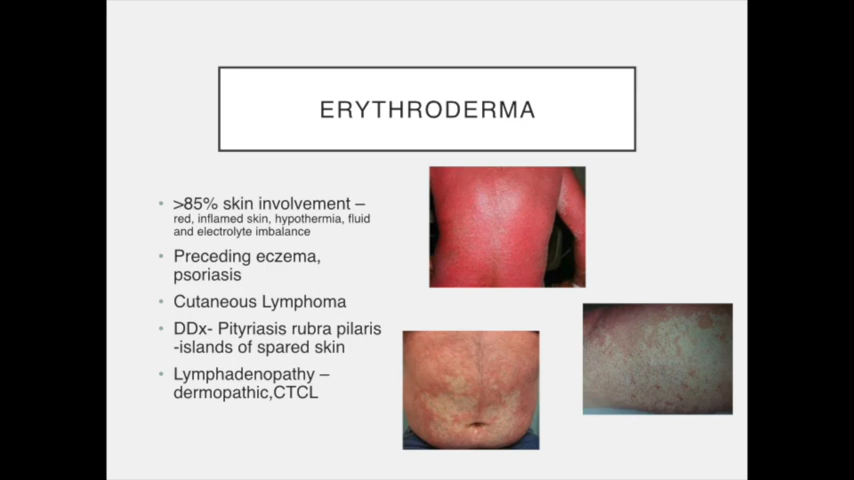 ERYTHRODERMA
• >85% skin involvement –
red, inflamed skin, hypothermia, fluid
and electrolyte imbalance
• Preceding eczema,
psoriasis
• Cutaneous Lymphoma
• DDx- Pityriasis rubra pilaris
-islands of spared skin
• Lymphadenopathy –
dermopathic,CTCL